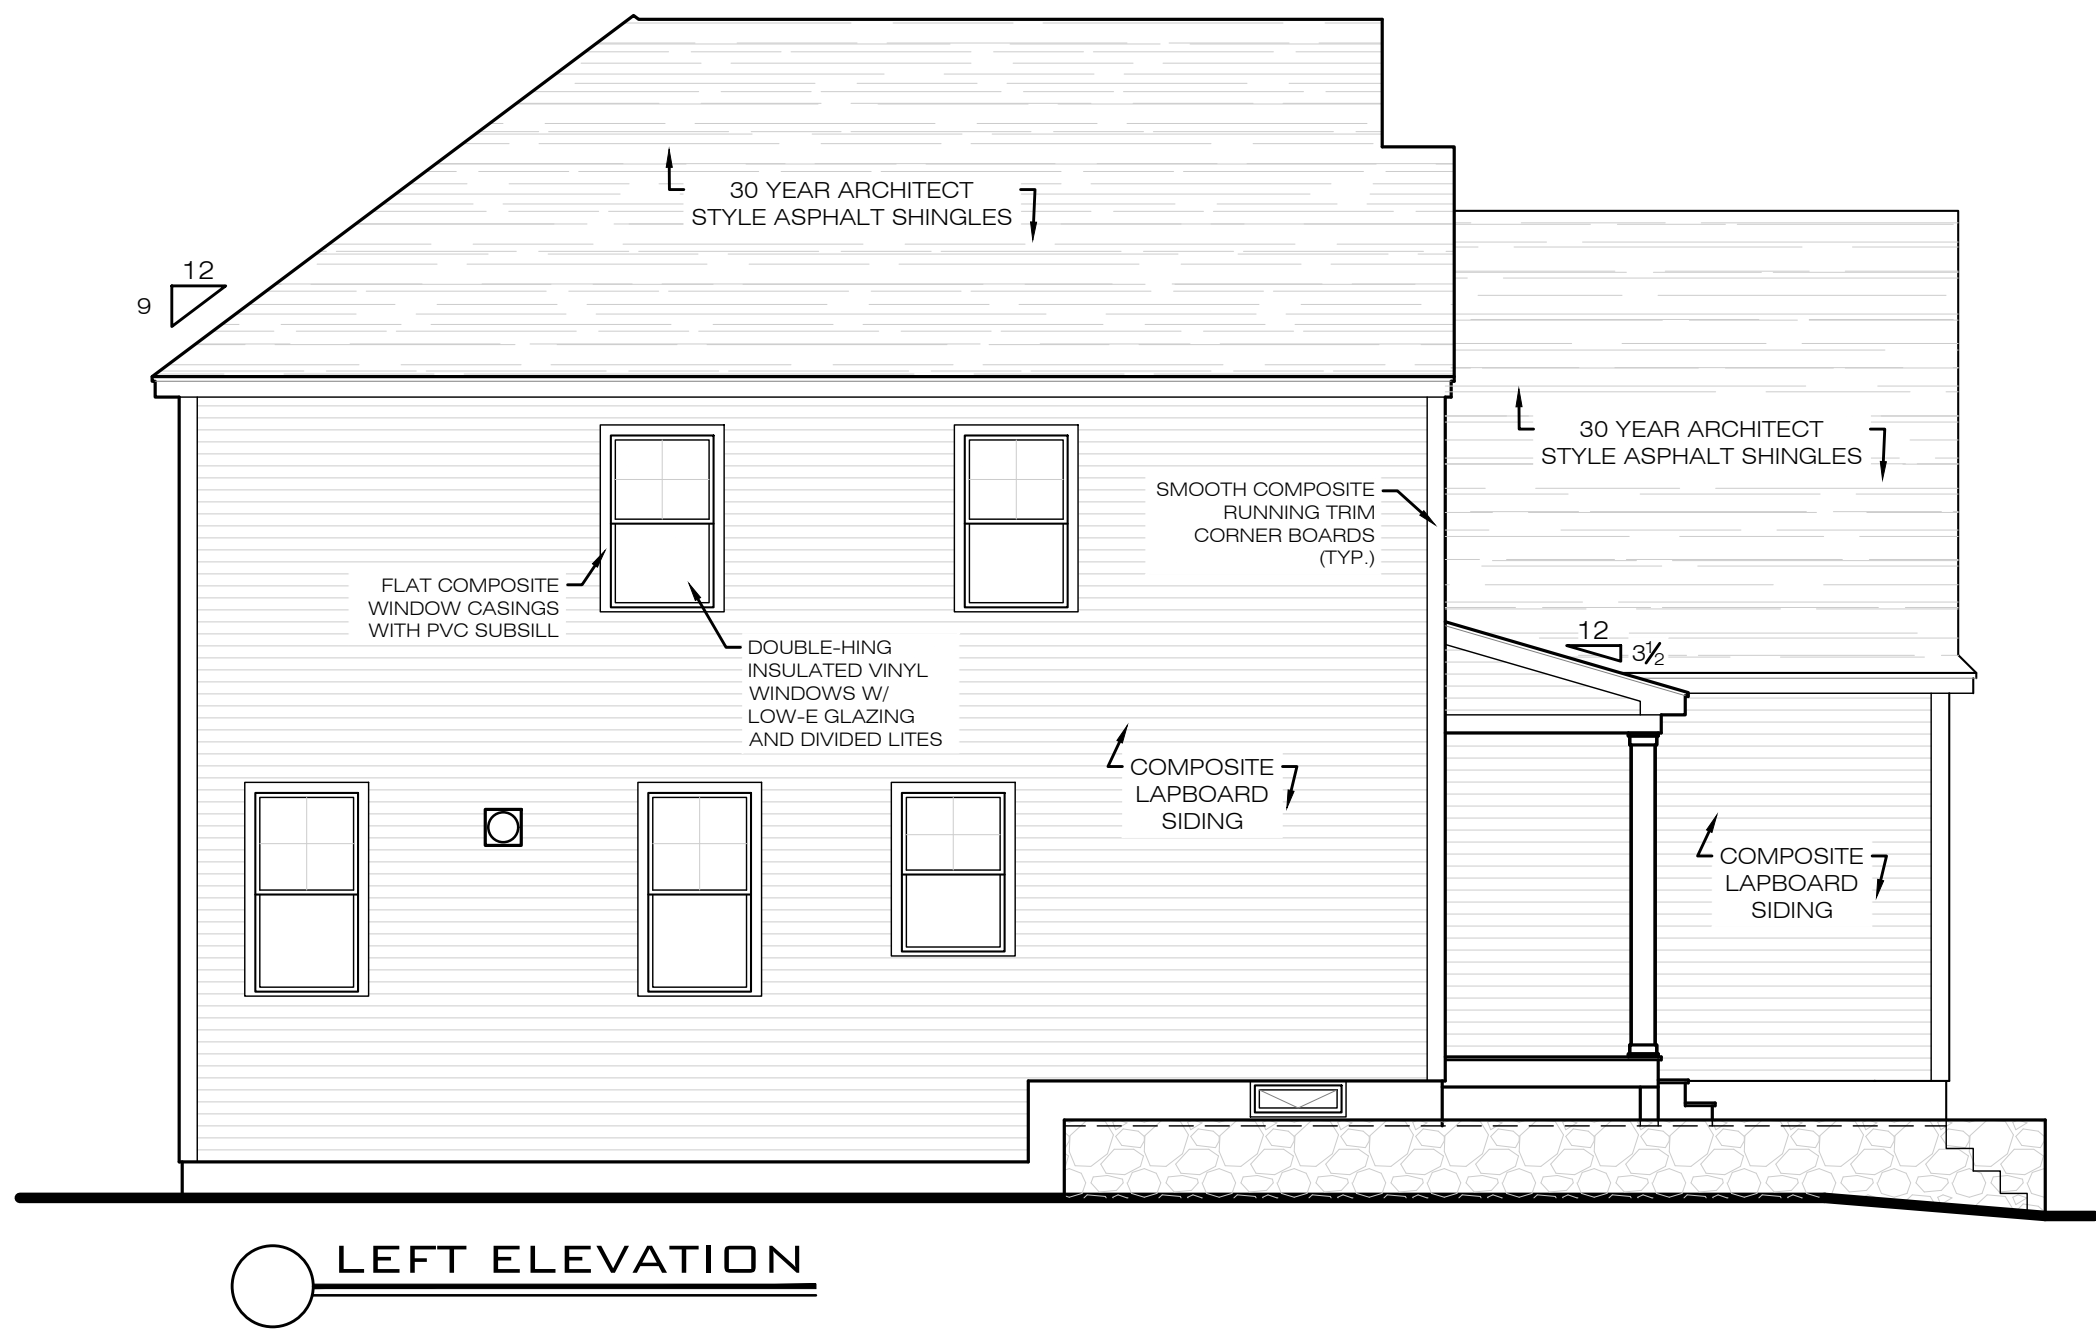 30 YEAR ARCHITECT
STYLE ASPHALT SHINGLES
12
9
30 YEAR ARCHITECT
STYLE ASPHALT SHINGLES
SMOOTH COMPOSITE
RUNNING TRIM
CORNER BOARDS
(TYP.)
FLAT COMPOSITE
WINDOW CASINGS
WITH PVC SUBSILL
12
3½
DOUBLE-HING
INSULATED VINYL
WINDOWS W/
LOW-E GLAZING
AND DIVIDED LITES
COMPOSITE
LAPBOARD
SIDING
COMPOSITE
LAPBOARD
SIDING
LEFT ELEVATION